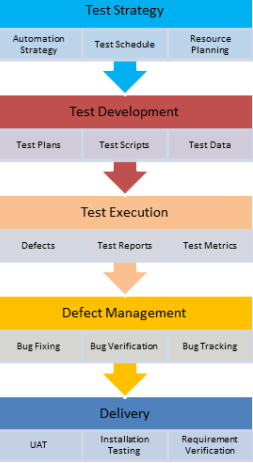 Test Strategy
Automation Strategy
Test Schedule
Resource Planning
Test Development
Test Plans
Test Scripts
Test Data
Test Execution
Defects
Test Reports
Test Metrics
Defect Management
Bug Fixing
Bug Verification
Bug Tracking
Delivery
UAT
Installation Testing
Requirement Verification